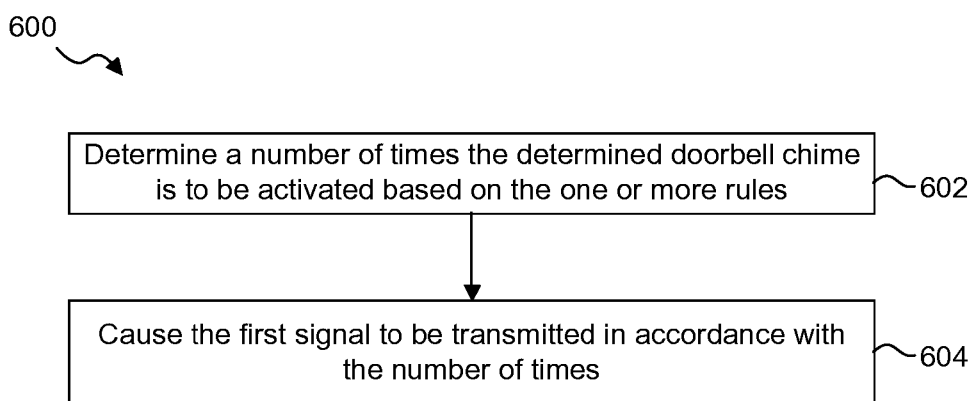 600
Determine a number of times the determined doorbell chime
is to be activated based on the one or more rules
602
Cause the first signal to be transmitted in accordance with
the number of times
604